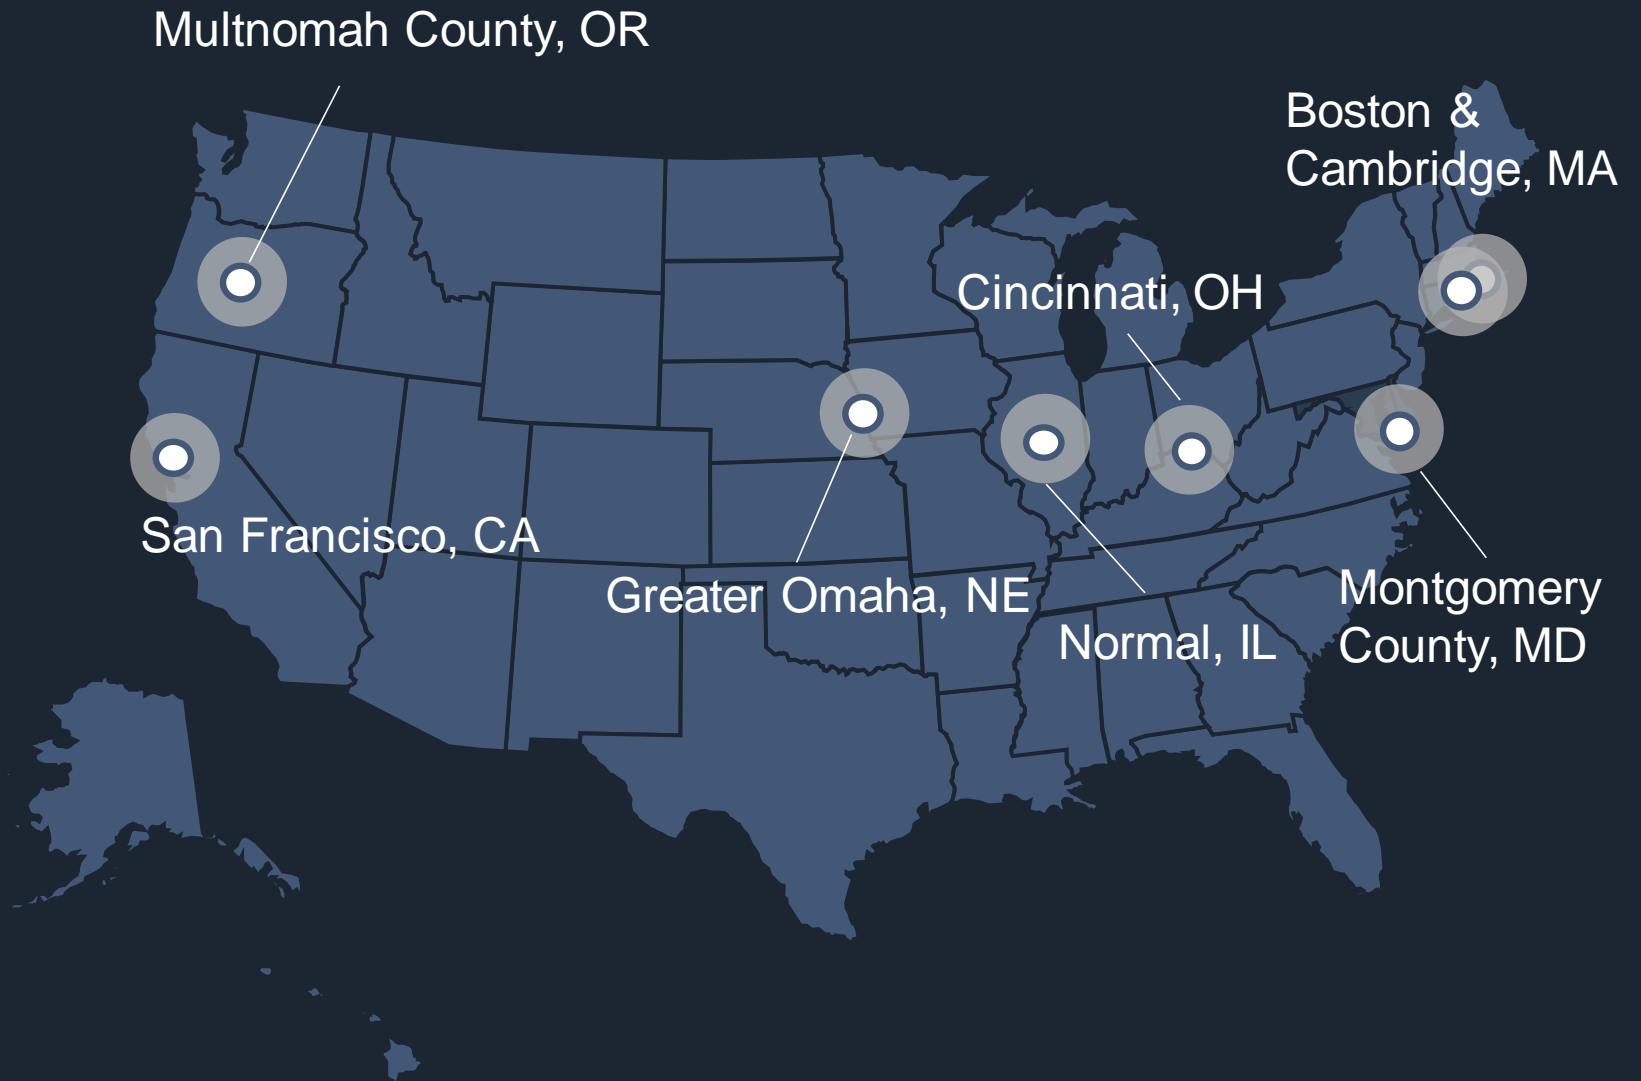 Multnomah County, OR
Boston &
Cambridge, MA
Cincinnati, OH
San Francisco, CA
Greater Omaha, NE
Normal, IL
Montgomery
County, MD